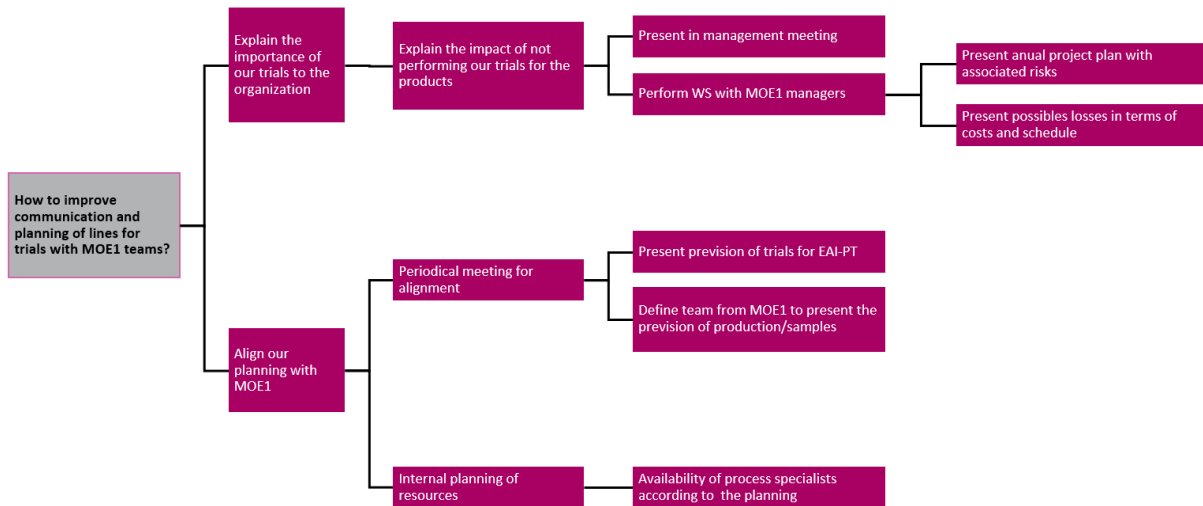 How to improve
communication and
planning of lines for
trials with MOE1 teams?
Explain the
importance of
our trials to the
organization
Explain the impact of not
performing our trials for the
products
Present in management meeting
Perform WS with MOE1 managers
Present anual project plan with
associated risks
Present possibles losses in terms of
costs and schedule
Align our
planning with
MOE1
Periodical meeting for
alignment
Present prevision of trials for EAI-PT
Define team from MOE1 to present the
prevision of production/samples
Internal planning of
resources
Availability of process specialists
according to  the planning